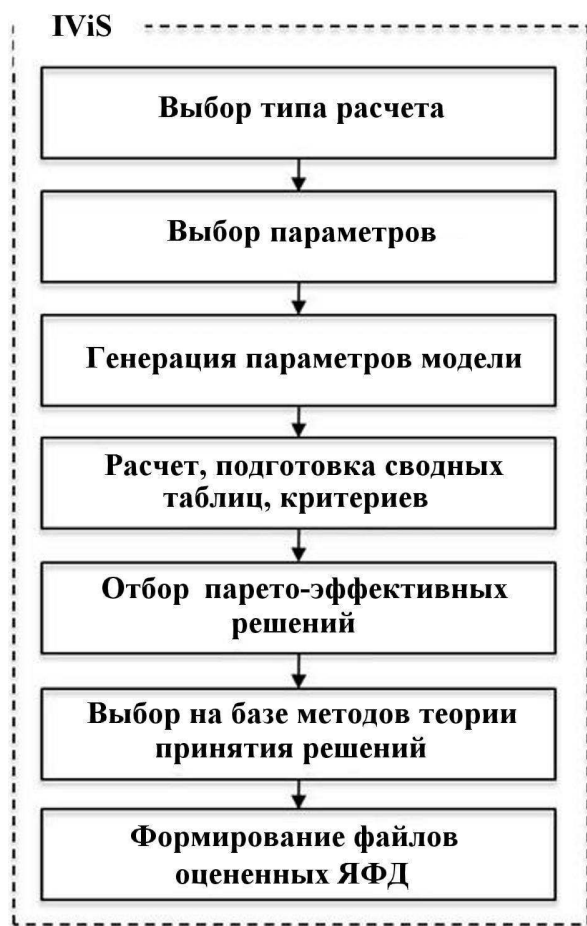 IViS
Выбор типа расчета
Выбор параметров
Генерация параметров модели
Расчет, подготовка сводных
таблиц, критериев
Отбор парето-эффективных
решений
Выбор на базе методов теории
принятия решений
Формирование файлов
оцененных ЯФД